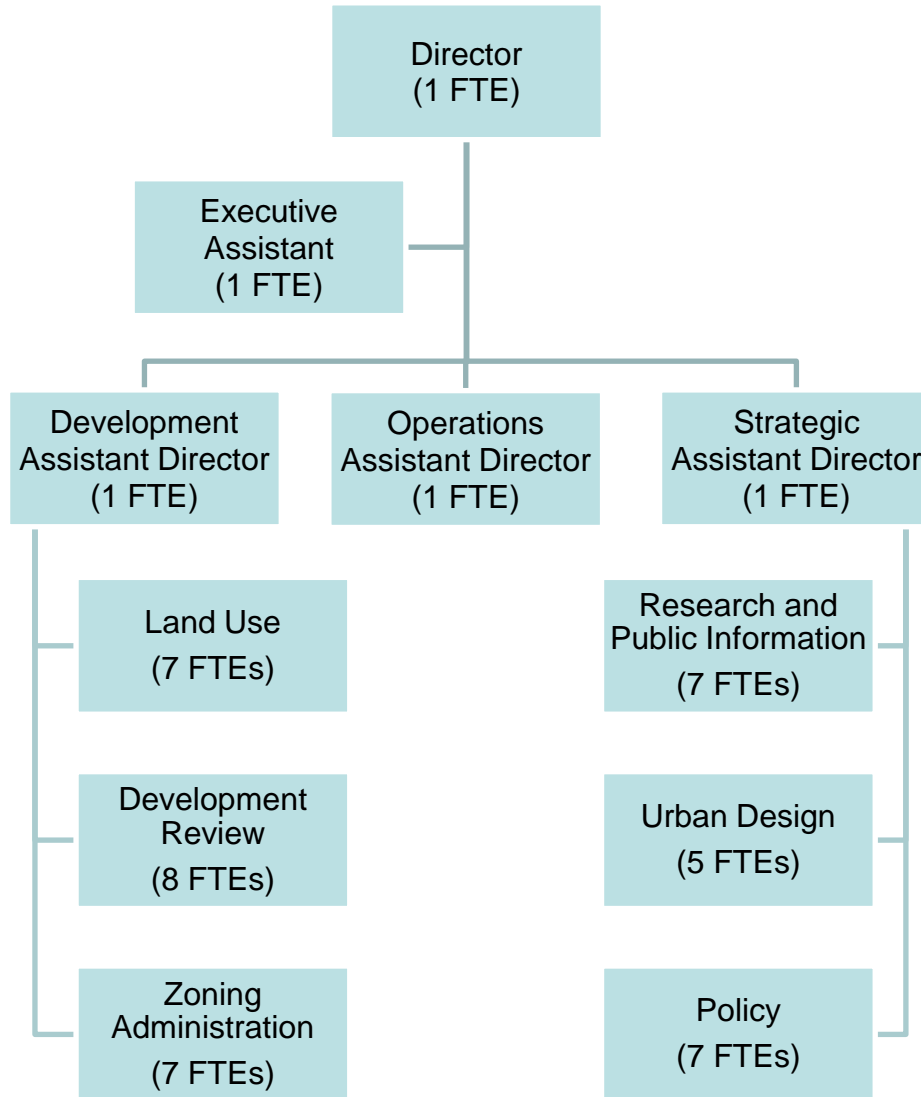 Director
(1 FTE)
Executive
Assistant
(1 FTE)
Development
Assistant Director
(1 FTE)
Operations
Assistant Director
(1 FTE)
Strategic
Assistant Director
(1 FTE)
Land Use
(7 FTEs)
Development
Review
(8 FTEs)
Zoning
Administration
(7 FTEs)
Research and
Public Information
(7 FTEs)
Urban Design
(5 FTEs)
Policy
(7 FTEs)